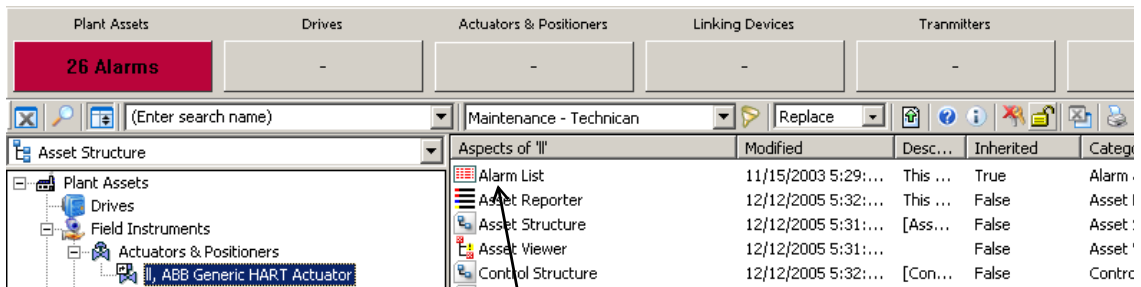 Plant Assets Drives Actuators & Positioners Linking Devices Tranmitters
26 Alarms - - - -
(Enter search name) Maintenance - Technican Replace
Asset Structure Aspects of 'll' Modified Desc... Inherited Catego
Plant Assets Alarm List 11/15/2003 5:29:... This ... True Alarm
Drives Asset Reporter 12/12/2005 5:32:... This ... False Asset
Field Instruments Asset Structure 12/12/2005 5:31:... [Ass... False Asset
Actuators & Positioners Asset Viewer 12/12/2005 5:31:... False Asset
ll, ABB Generic HART Actuator Control Structure 12/12/2005 5:32:... [Con... False Contro